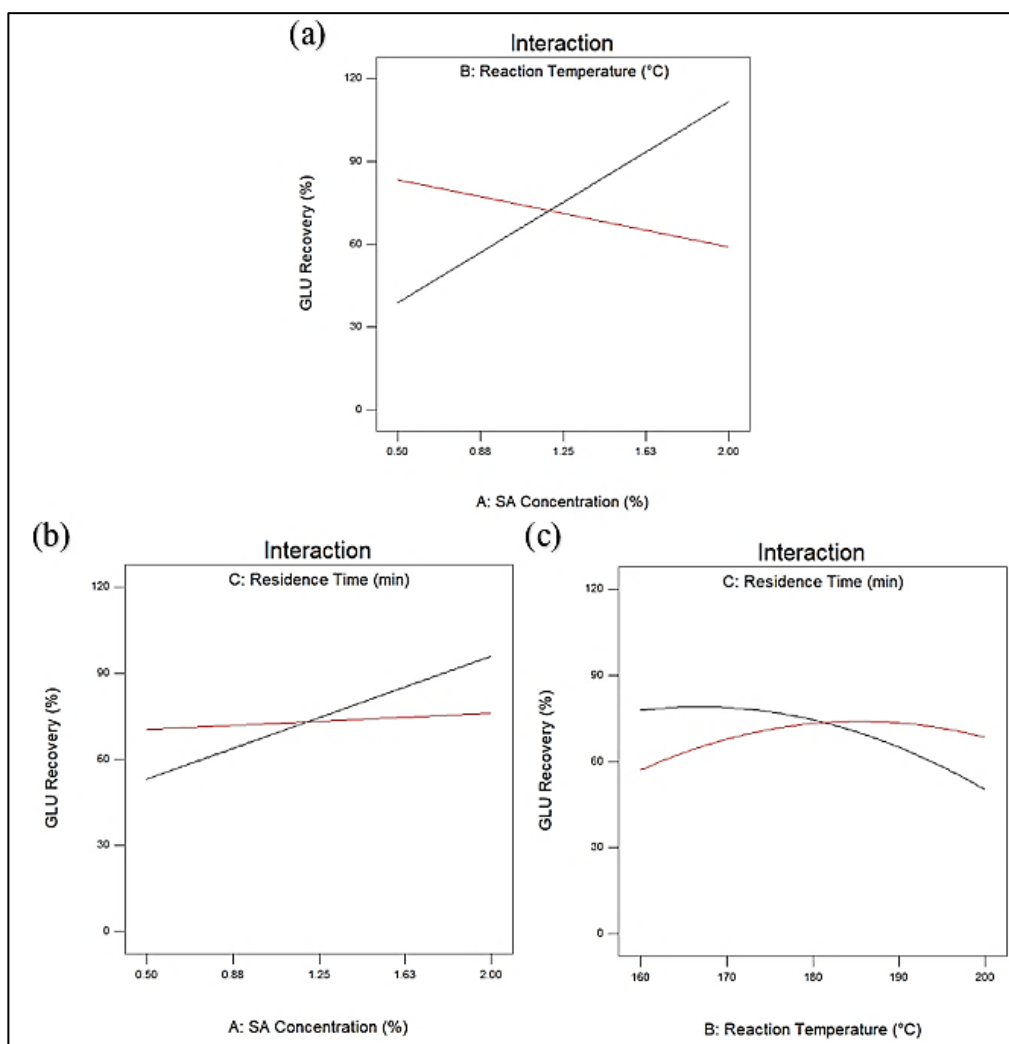 (a)
Interaction
B: Reaction Temperature (°C)
120
90
60
30
0
GLU Recovery (%)
0.50 0.88 1.25 1.63 2.00
A: SA Concentration (%)
(b)
Interaction
C: Residence Time (min)
120
90
60
30
0
GLU Recovery (%)
0.50 0.88 1.25 1.63 2.00
A: SA Concentration (%)
(c)
Interaction
C: Residence Time (min)
120
90
60
30
0
GLU Recovery (%)
160 170 180 190 200
B: Reaction Temperature (°C)